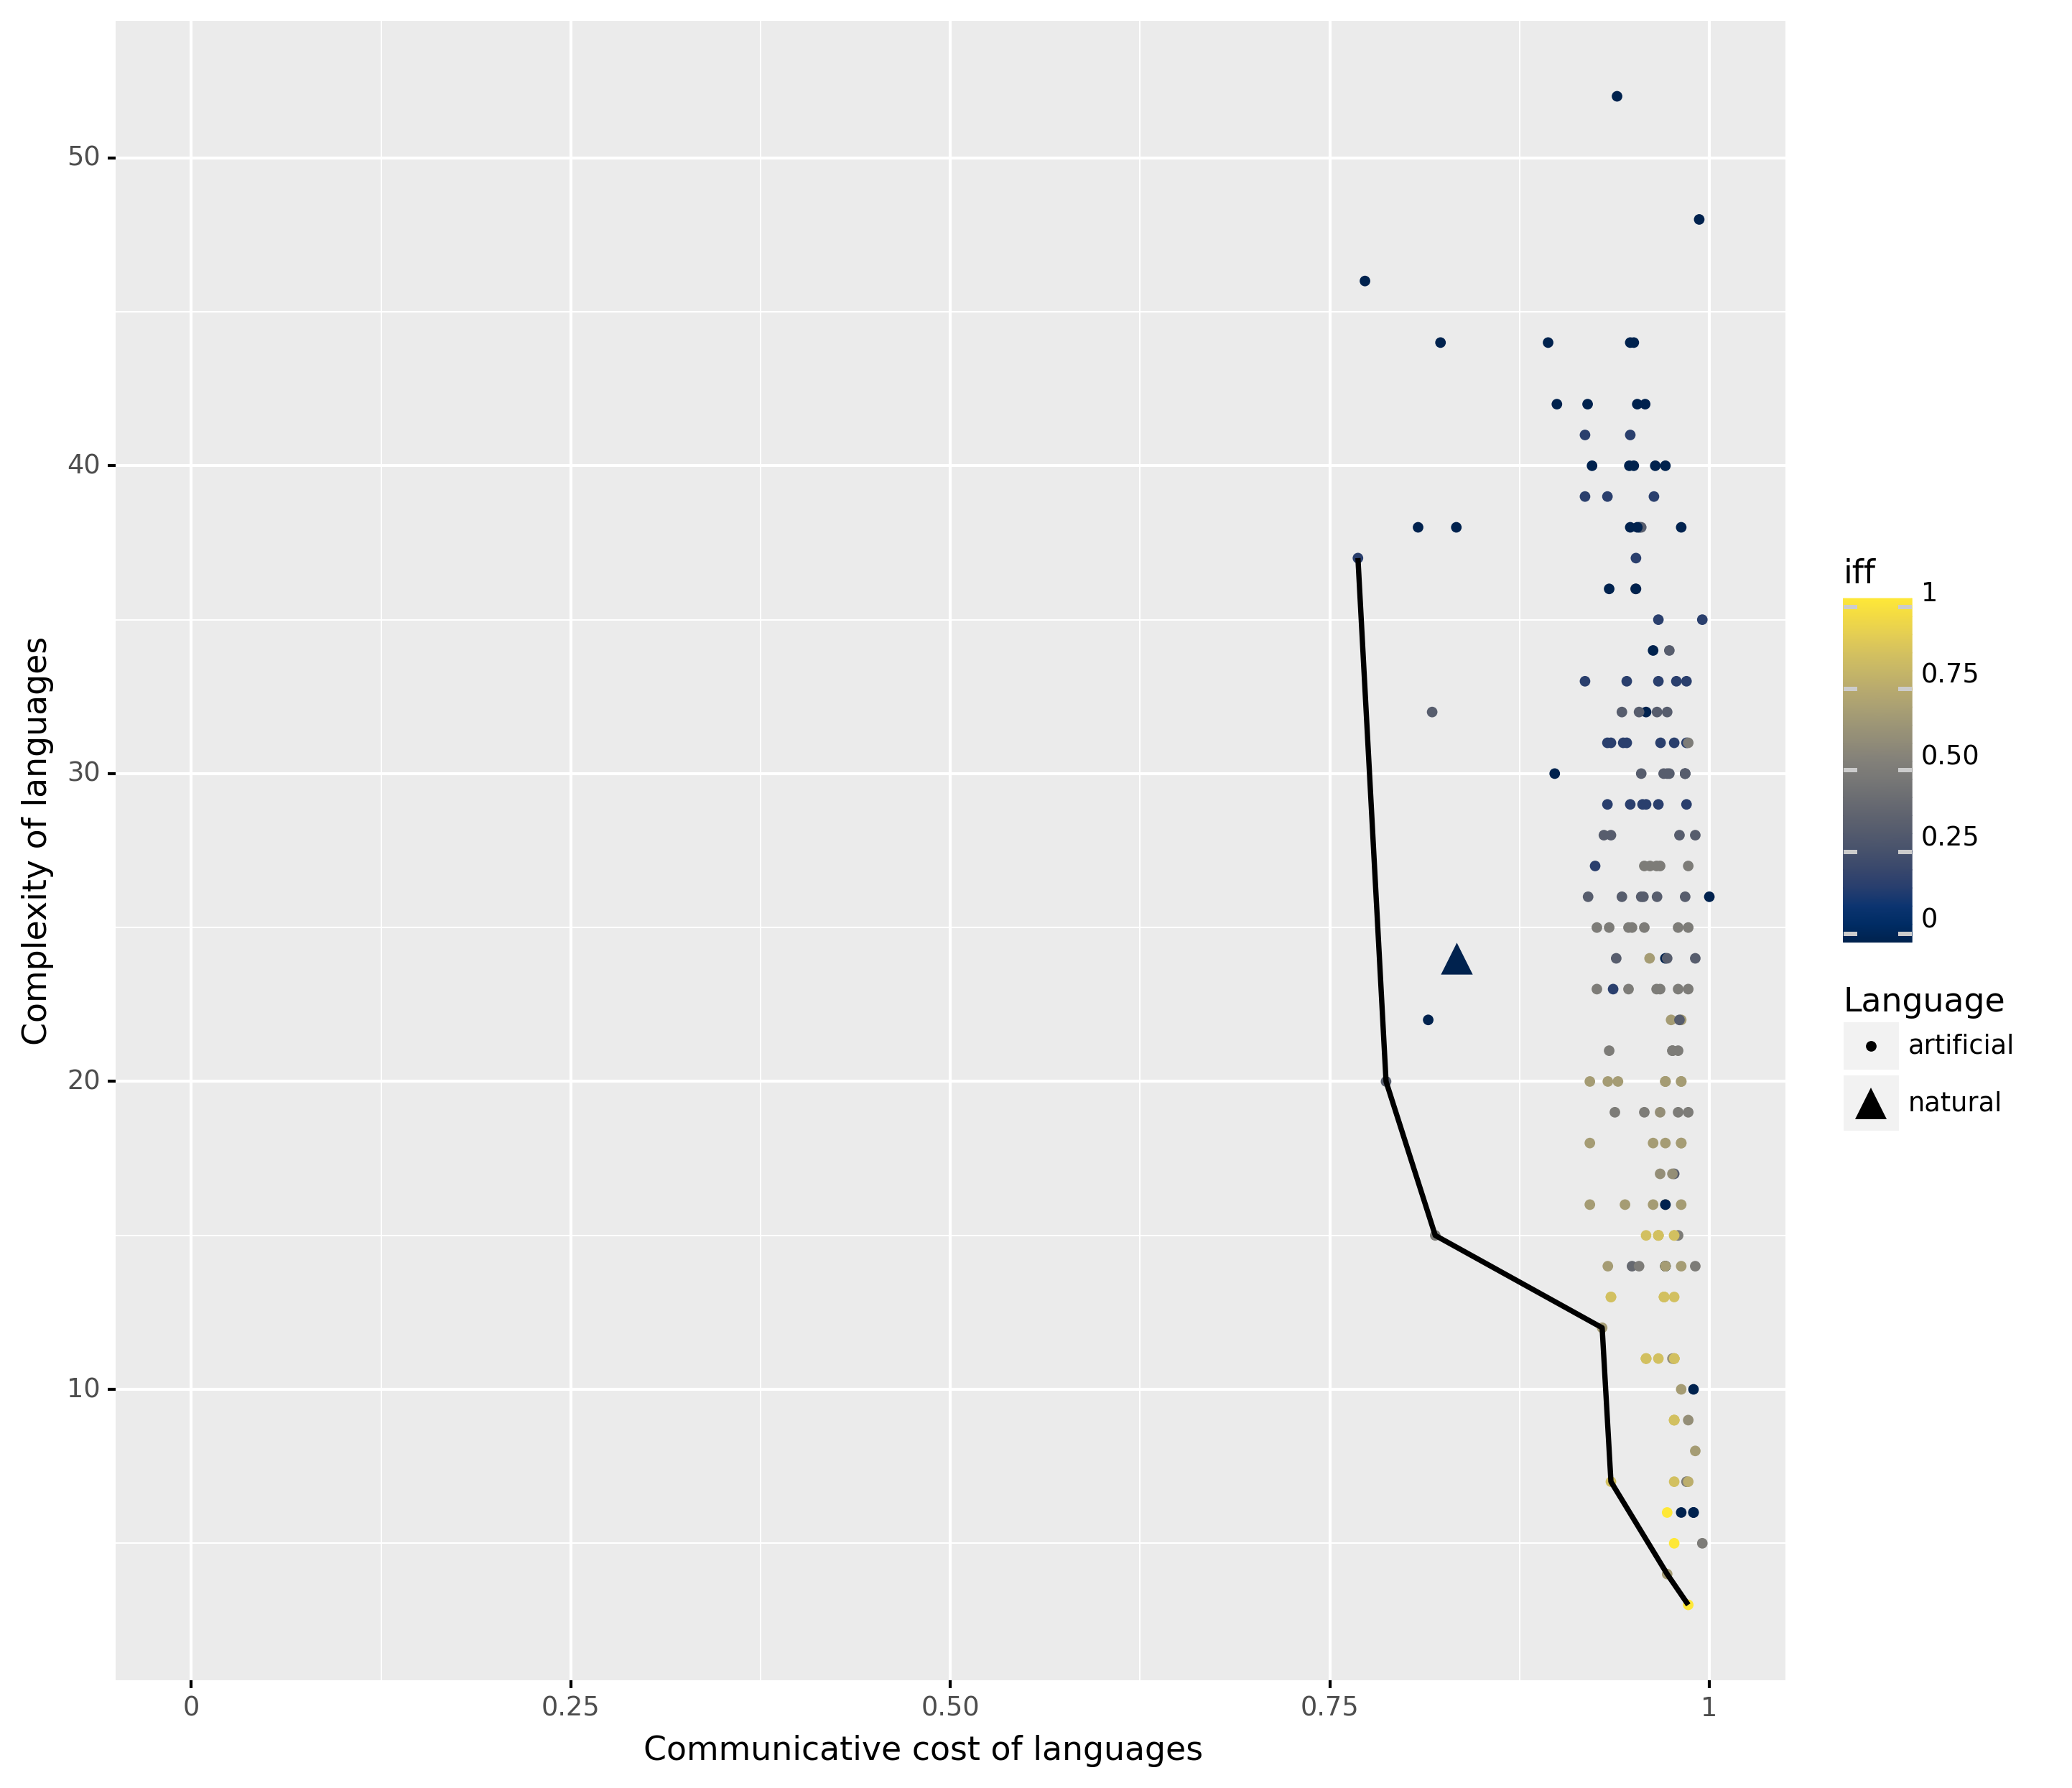 50
40
30
20
10
Complexity of languages
0
0.25
0.50
0.75
1
Communicative cost of languages
iff
1
0.75
0.50
0.25
0
Language
artificial
natural